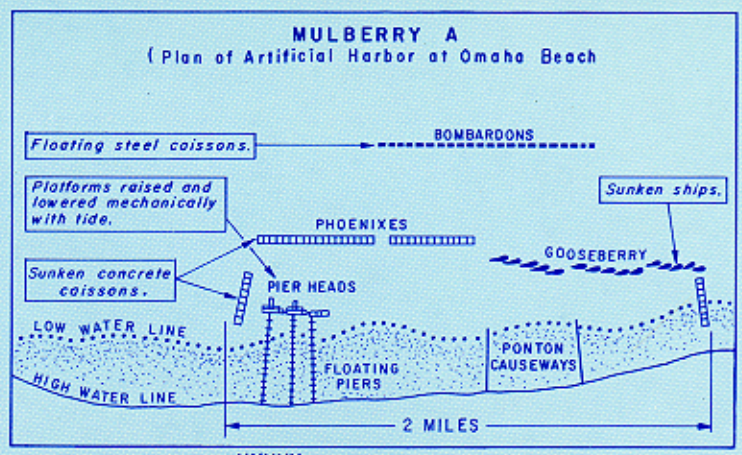 MULBERRY A
( Plan of Artificial Harbor at Omaha Beach
BOMBARDONS
Floating steel caissons.
Platforms raised and
lowered mechanically
with tide.
Sunken ships.
PHOENIXES
GOOSEBERRY
Sunken concrete
caissons.
PIER HEADS
LOW WATER LINE
FLOATING
PIERS
PONTON
CAUSEWAYS
HIGH WATER LINE
2 MILES